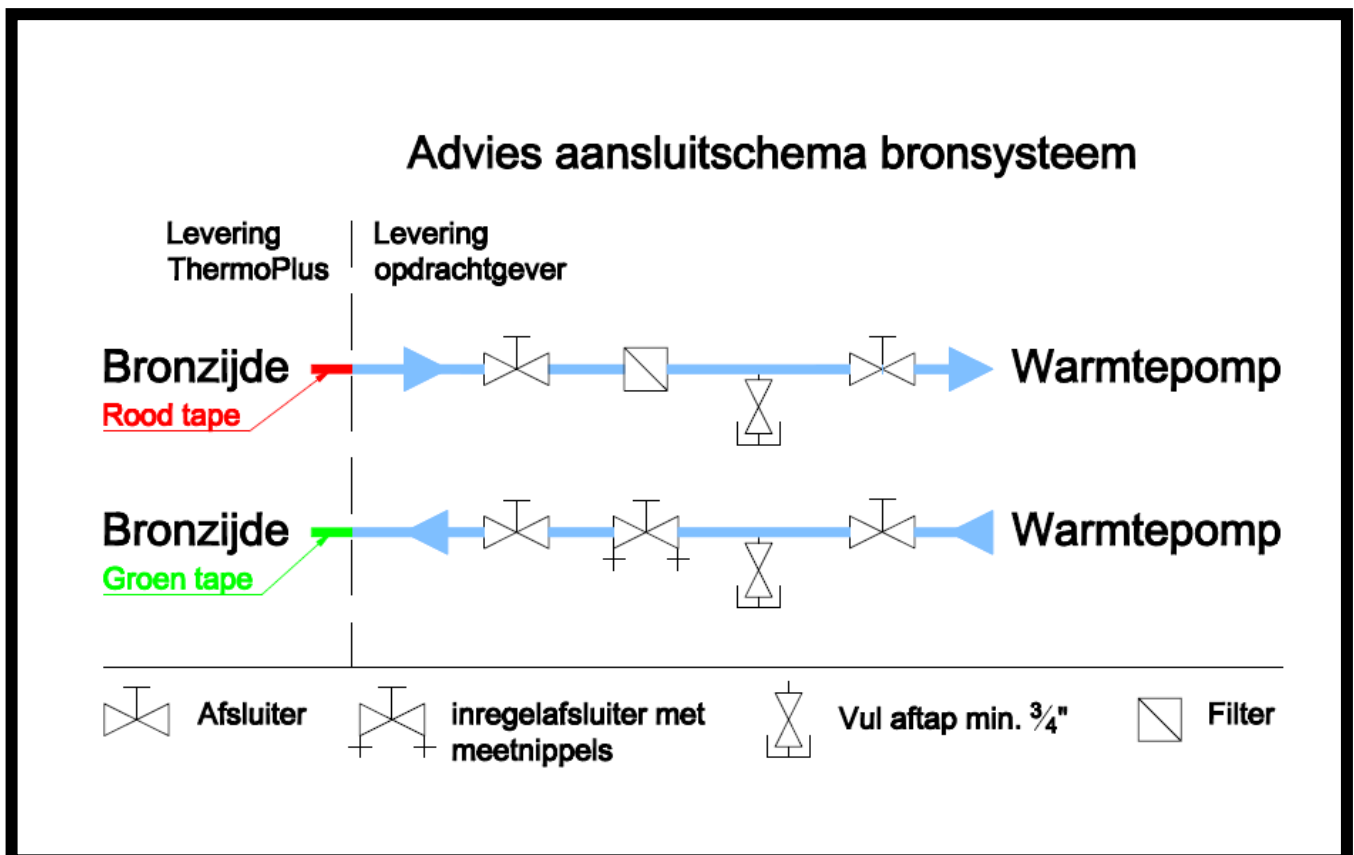 Advies aansluitschema bronsysteem
Levering
ThermoPlus
Levering
opdrachtgever
Bronzijde
Rood tape
Warmtepomp
Bronzijde
Groen tape
Warmtepomp
Afsluiter
inregelafsluiter met
meetnippels
Vul aftap min. ¾"
Filter